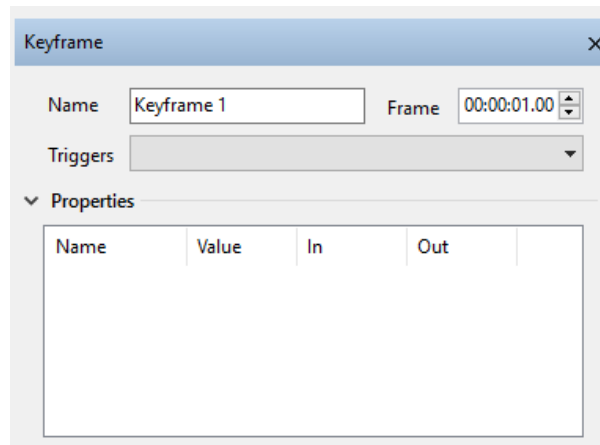 Keyframe
Name Keyframe 1 Frame 00:00:01.00
Triggers
Properties
Name Value In Out